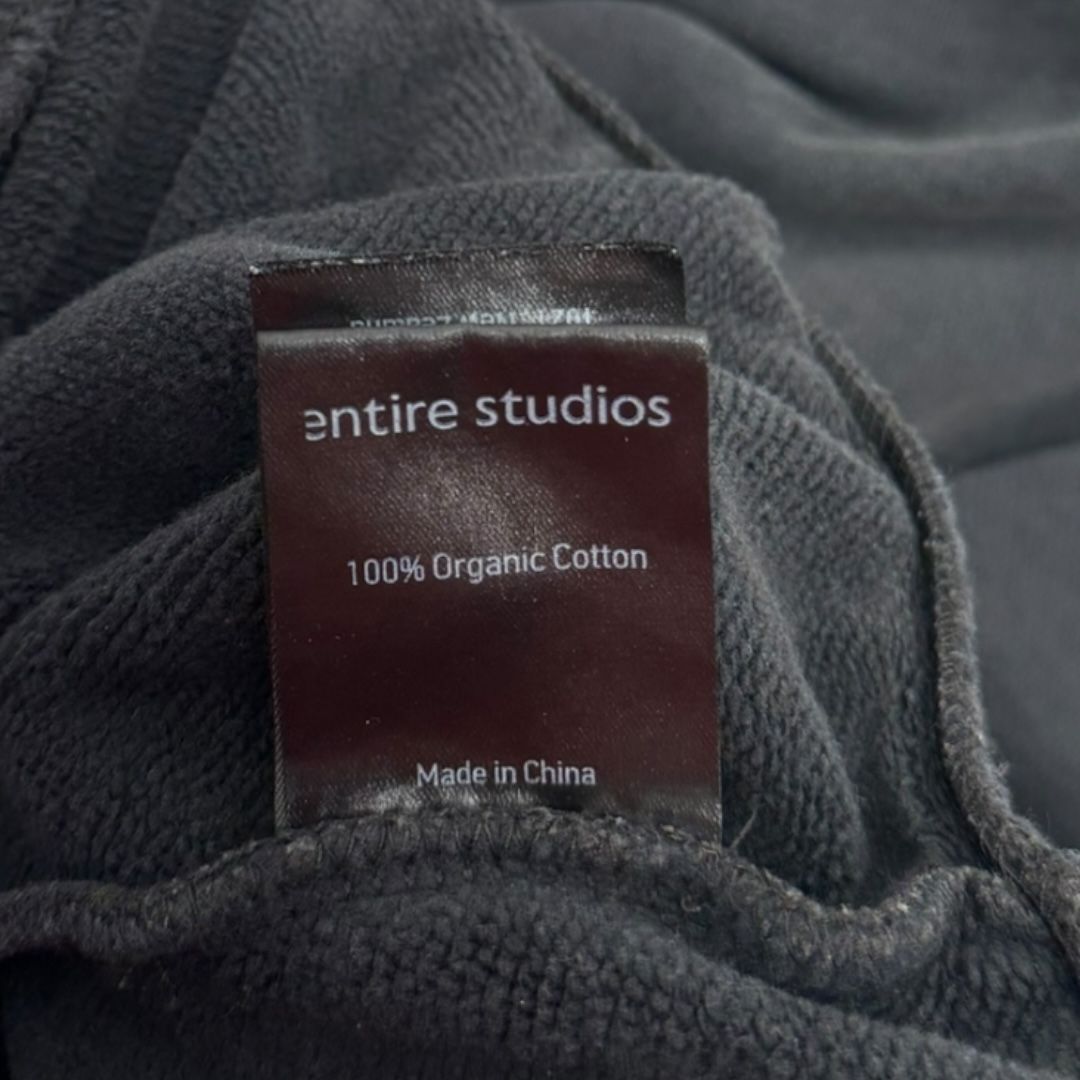 entire studios
100% Organic Cotton
Made in China